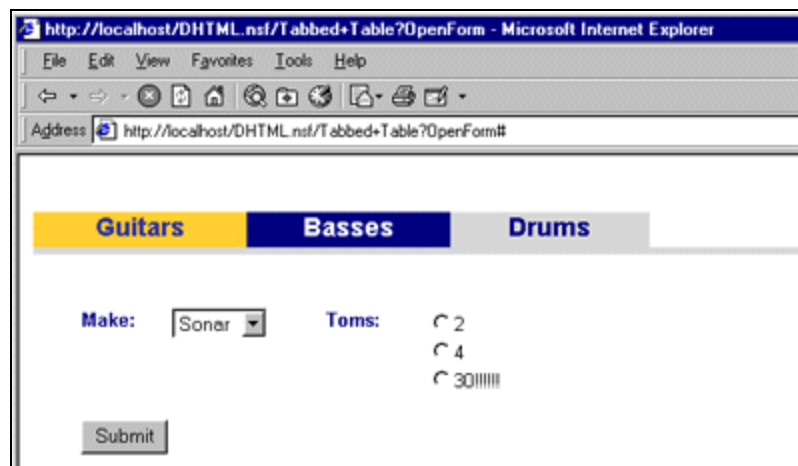 http://localhost/DHTML.nsf/Tabbed+Table?OpenForm - Microsoft Internet Explorer
File Edit View Favorites Tools Help
Address http://localhost/DHTML.nsf/Tabbed+Table?OpenForm#
Guitars Basses Drums
Make: Sonar Toms: 2
4
30!!!!!!
Submit